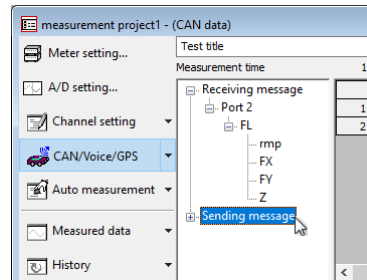 measurement project1 - (CAN data)
Meter setting...
A/D setting...
Channel setting
CAN/Voice/GPS
Auto measurement
Measured data
History
Test title
Measurement time
1
Receiving message
Port 2
FL
rmp
FX
FY
Z
Sending message
1
2